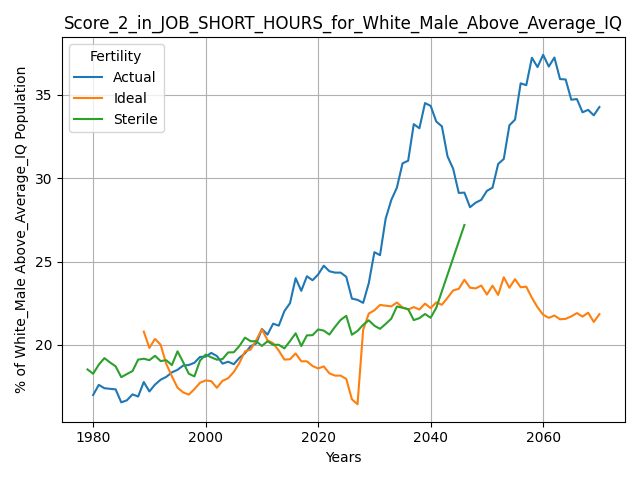 Score_2_in_JOB_SHORT_HOURS_for_White_Male_Above_Average_IQ
Fertility
Actual
Ideal
Sterile
% of White_Male Above_Average_IQ Population
35
30
25
20
1980
2000
2020
2040
2060
Years